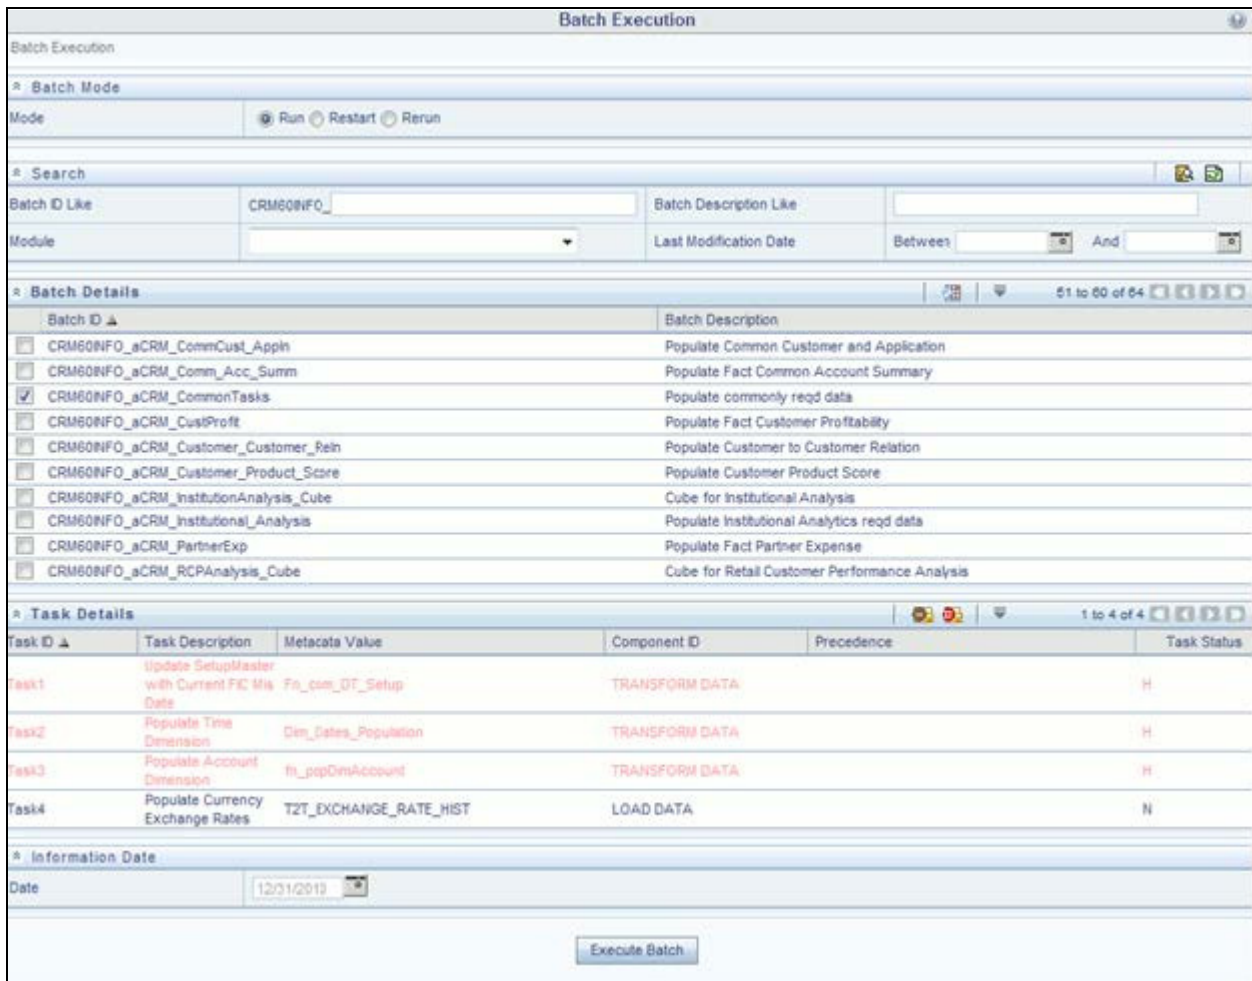 Batch Execution
Batch Execution
Batch Mode
Mode Run Restart Rerun
Search
Batch ID Like CRM60INFO_ Batch Description Like
Module Last Modification Date Between And
Batch Details 51 to 60 of 64
Batch ID Batch Description
CRM60INFO_aCRM_CommCust_Appln Populate Common Customer and Application
CRM60INFO_aCRM_Comm_Acc_Summ Populate Fact Common Account Summary
CRM60INFO_aCRM_CommonTasks Populate commonly reqd data
CRM60INFO_aCRM_CustProfit Populate Fact Customer Profitability
CRM60INFO_aCRM_Customer_Customer_Reln Populate Customer to Customer Relation
CRM60INFO_aCRM_Customer_Product_Score Populate Customer Product Score
CRM60INFO_aCRM_InstitutionAnalysis_Cube Cube for Institutional Analysis
CRM60INFO_aCRM_Institutional_Analysis Populate Institutional Analytics reqd data
CRM60INFO_aCRM_PartnerExp Populate Fact Partner Expense
CRM60INFO_aCRM_RCPAnalysis_Cube Cube for Retail Customer Performance Analysis
Task Details 1 to 4 of 4
Task ID Task Description Metacata Value Component ID Precedence Task Status
Update SetupMaster
Task1 with Current FIC Mis Fn_com_DT_Setup TRANSFORM DATA H
Date
Populate Time
Task2 Dim_Dates_Population TRANSFORM DATA H
Dimension
Populate Account
Task3 fn_popDimAccount TRANSFORM DATA H
Dimension
Populate Currency
Task4 T2T_EXCHANGE_RATE_HIST LOAD DATA N
Exchange Rates
Information Date
Date
Execute Batch